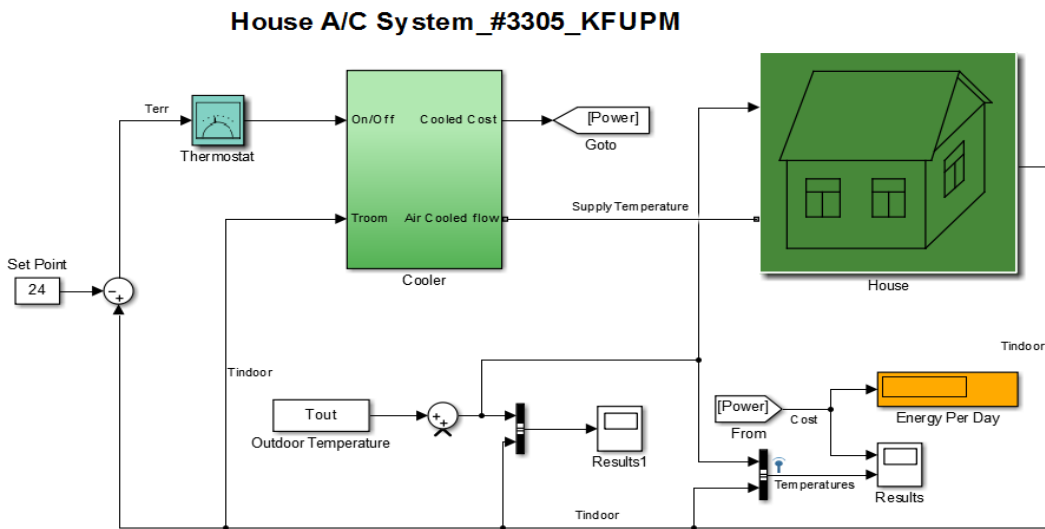 House A/C System_#3305_KFUPM
Terr
Thermostat
On/Off
Cooled Cost
[Power]
Goto
Troom
Air Cooled flow
Supply Temperature
Cooler
House
Set Point
24
-
+
Tindoor
Tindoor
Tout
Outdoor Temperature
+
+
Results1
[Power]
From
Cost
Energy Per Day
Temperatures
Results
Tindoor